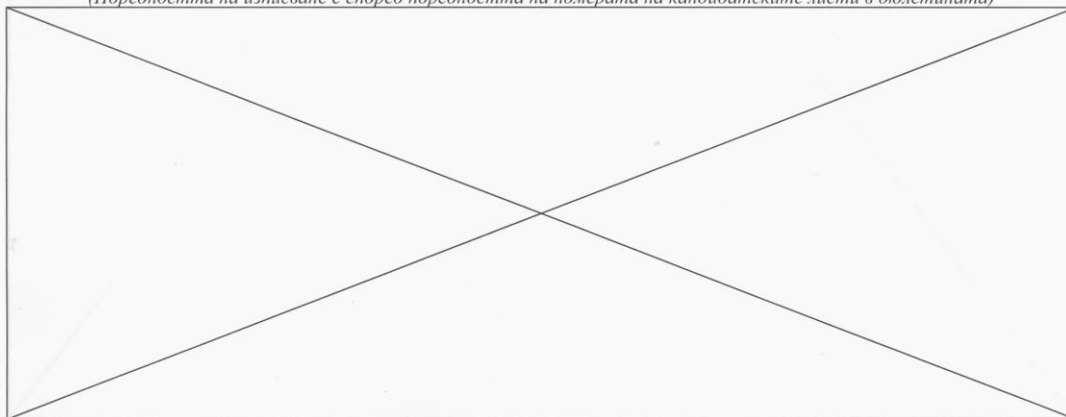 (Поредността на изписване е според поредността на номерата на кандидатските листи в бюлетината)